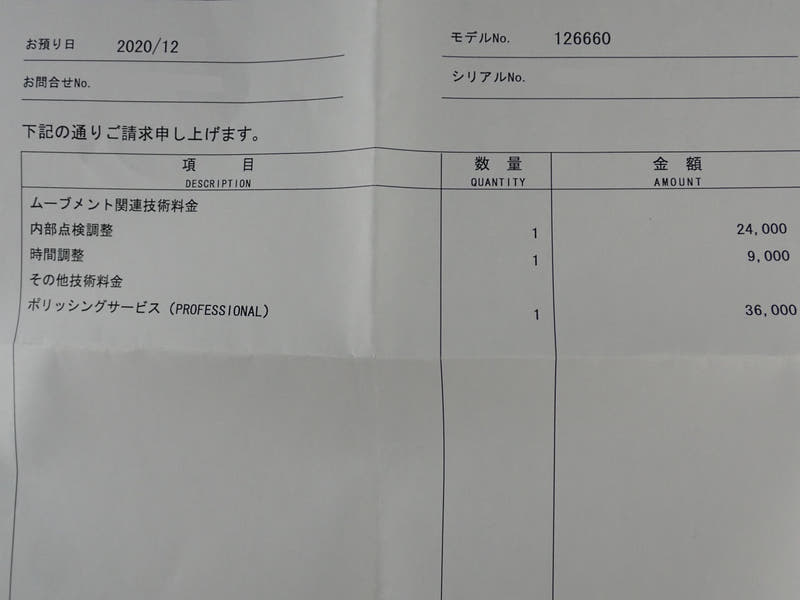 お預り日 2020/12
モデルNo. 126660
お問合せNo.
シリアルNo.
下記の通りご請求申し上げます。
項 目 数 量 金 額
DESCRIPTION QUANTITY AMOUNT
ムーブメント関連技術料金
内部点検調整 1 24,000
時間調整 1 9,000
その他技術料金
ポリッシングサービス (PROFESSIONAL) 1 36,000